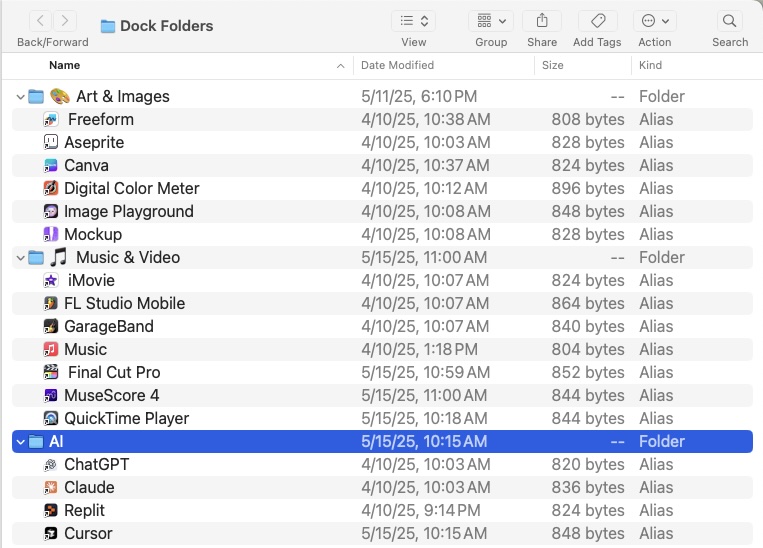 Dock Folders
Back/Forward View Group Share Add Tags Action Search
Name Date Modified Size Kind
Art & Images 5/11/25, 6:10 PM -- Folder
Freeform 4/10/25, 10:38 AM 808 bytes Alias
Aseprite 4/10/25, 10:03 AM 828 bytes Alias
Canva 4/10/25, 10:37 AM 824 bytes Alias
Digital Color Meter 4/10/25, 10:12 AM 896 bytes Alias
Image Playground 4/10/25, 10:08 AM 848 bytes Alias
Mockup 4/10/25, 10:08 AM 828 bytes Alias
Music & Video 5/15/25, 11:00 AM -- Folder
iMovie 4/10/25, 10:07 AM 824 bytes Alias
FL Studio Mobile 4/10/25, 10:07 AM 864 bytes Alias
GarageBand 4/10/25, 10:07 AM 840 bytes Alias
Music 4/10/25, 1:18 PM 804 bytes Alias
Final Cut Pro 5/15/25, 10:59 AM 852 bytes Alias
MuseScore 4 5/15/25, 11:00 AM 844 bytes Alias
QuickTime Player 5/15/25, 10:18 AM 844 bytes Alias
AI 5/15/25, 10:15 AM -- Folder
ChatGPT 4/10/25, 10:03 AM 820 bytes Alias
Claude 4/10/25, 10:03 AM 836 bytes Alias
Replit 4/10/25, 9:14 PM 824 bytes Alias
Cursor 5/15/25, 10:15 AM 848 bytes Alias